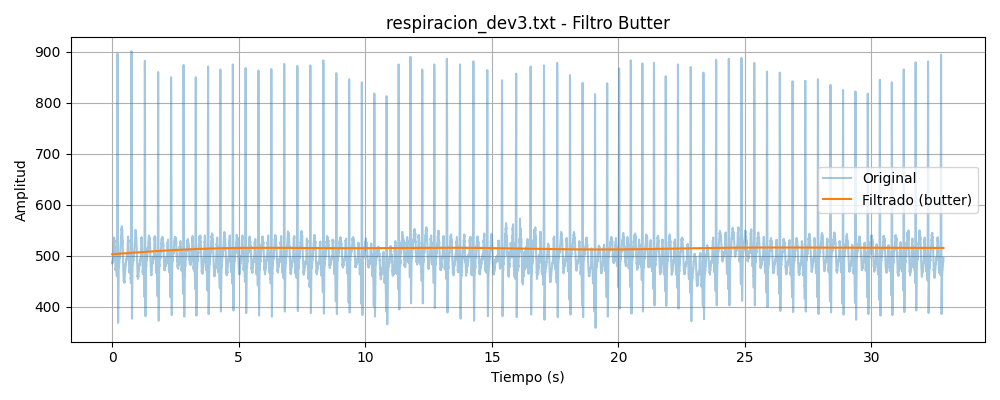 respiracion_dev3.txt - Filtro Butter
900
800
700
600
500
400
Amplitud
Original
Filtrado (butter)
0
5
10
15
20
25
30
Tiempo (s)